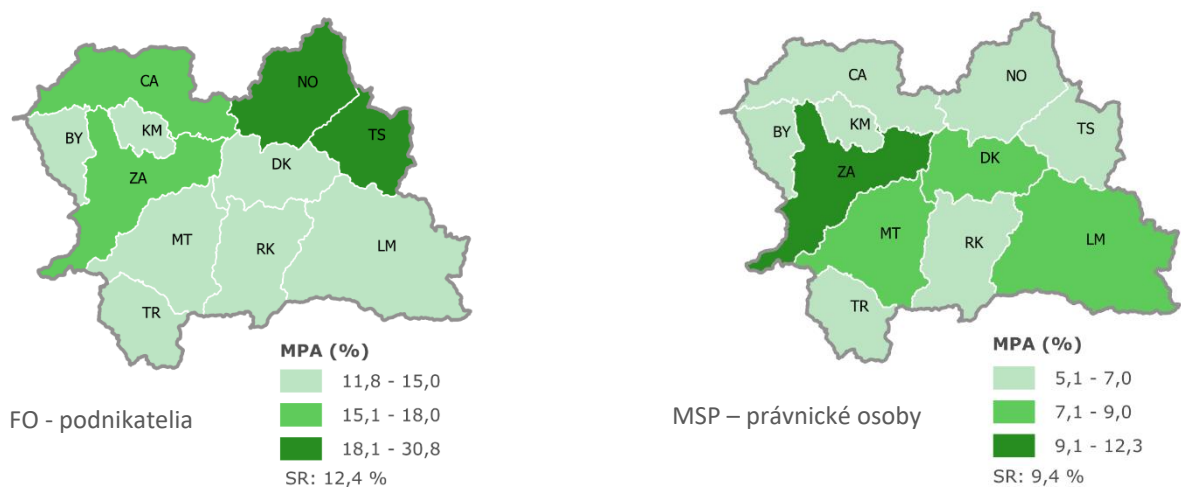 CA
NO
BY
KM
TS
ZA
DK
MT
RK
LM
TR
MPA (%)
11,8 - 15,0
15,1 - 18,0
18,1 - 30,8
SR: 12,4 %
FO - podnikatelia
CA
NO
BY
KM
TS
ZA
DK
MT
RK
LM
TR
MPA (%)
5,1 - 7,0
7,1 - 9,0
9,1 - 12,3
SR: 9,4 %
MSP – právnické osoby